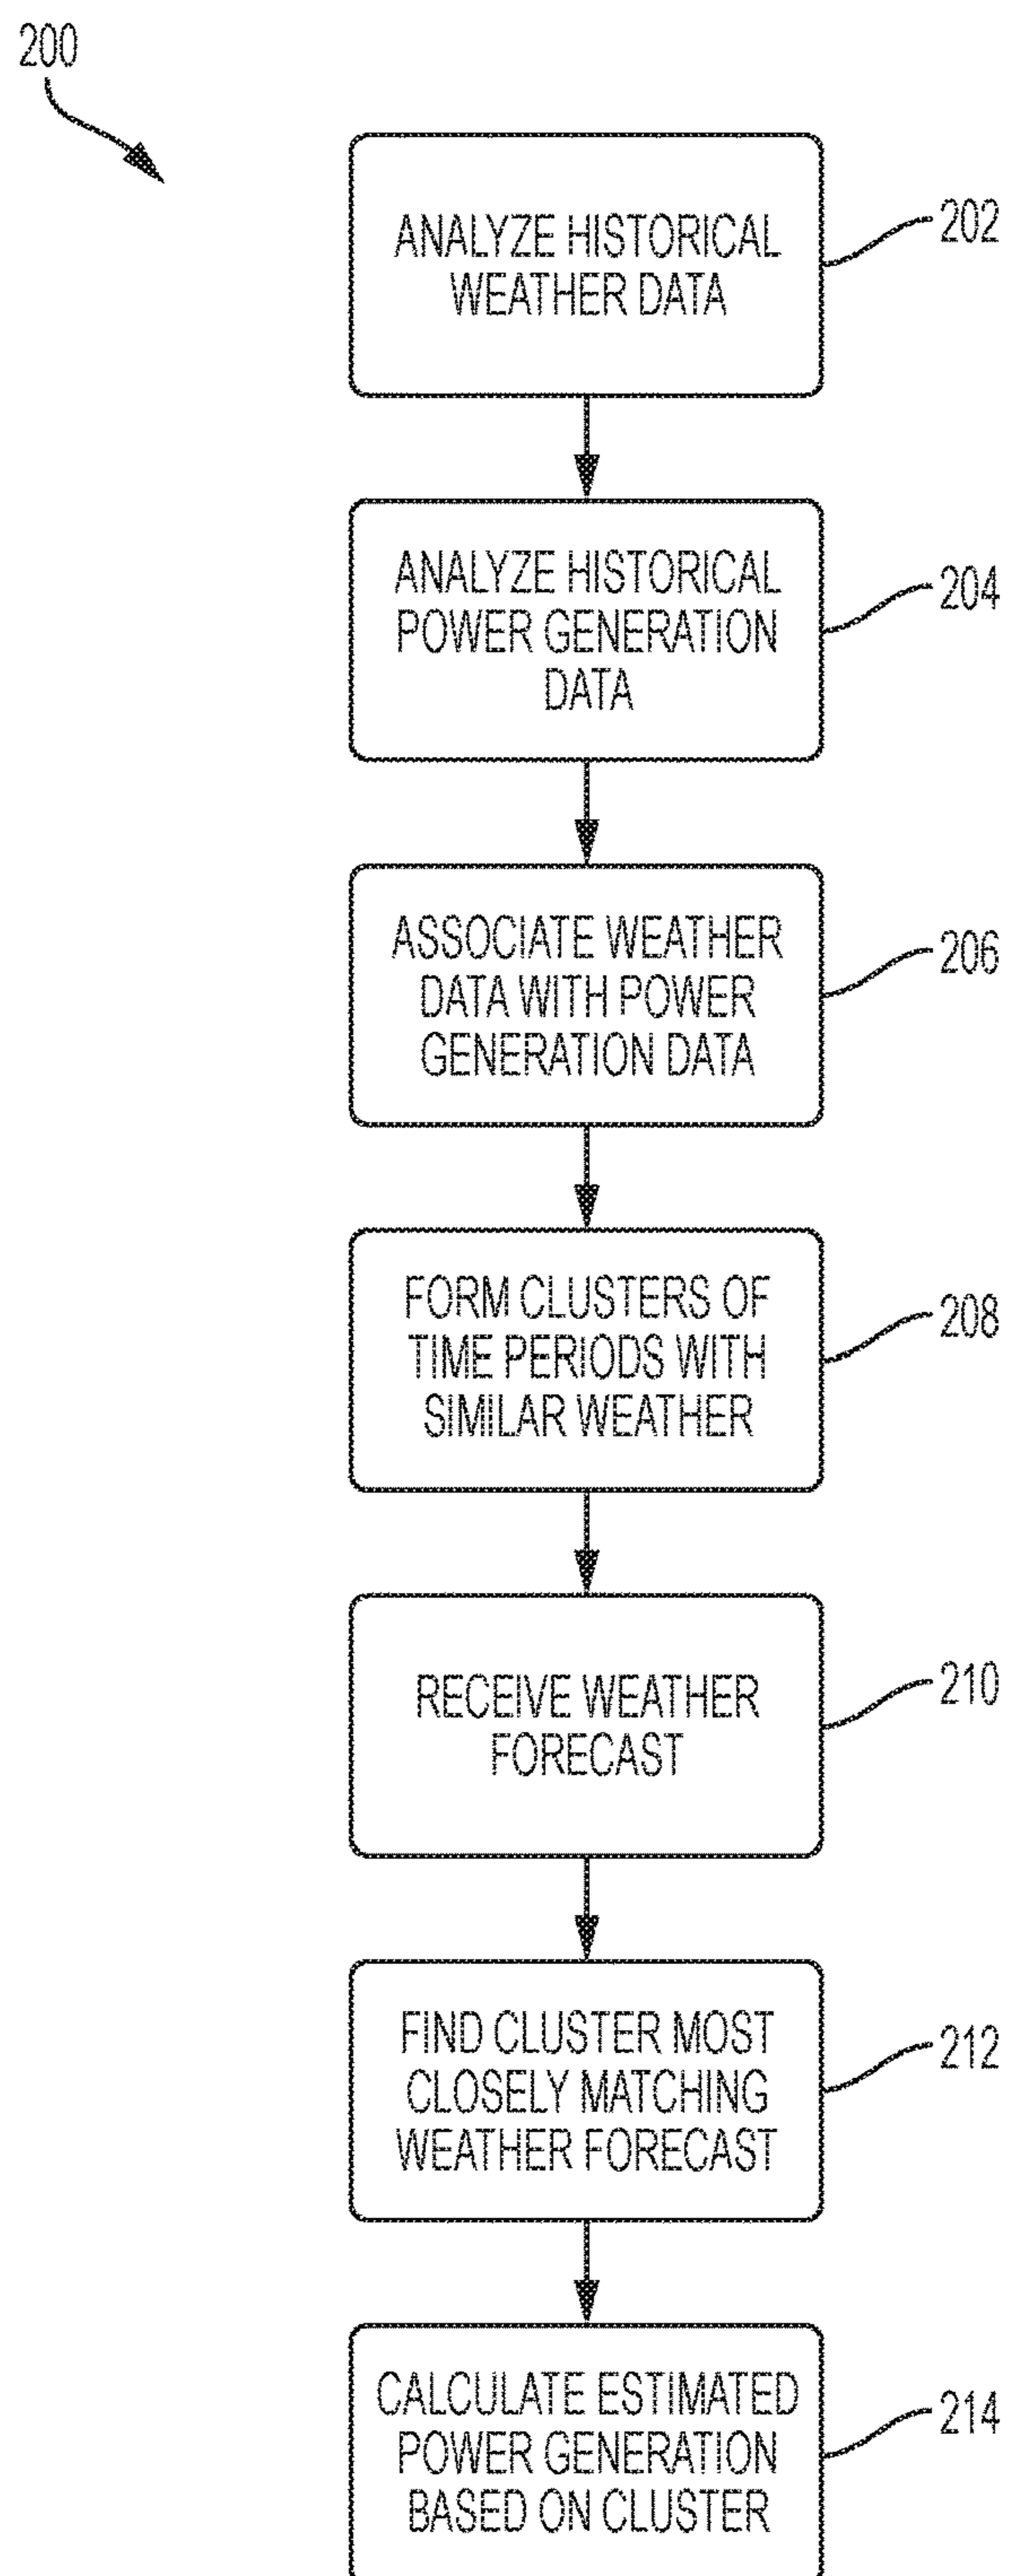 200
ANALYZE HISTORICAL
WEATHER DATA
202
ANALYZE HISTORICAL
POWER GENERATION
DATA
204
ASSOCIATE WEATHER
DATA WITH POWER
GENERATION DATA
206
FORM CLUSTERS OF
TIME PERIODS WITH
SIMILAR WEATHER
208
RECEIVE WEATHER
FORECAST
210
FIND CLUSTER MOST
CLOSELY MATCHING
WEATHER FORECAST
212
CALCULATE ESTIMATED
POWER GENERATION
BASED ON CLUSTER
214